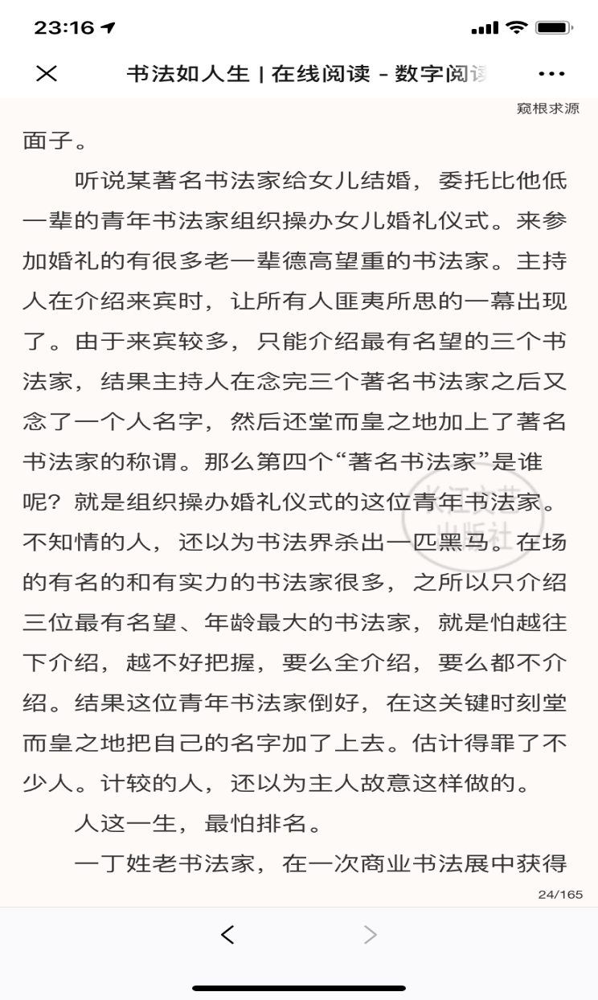 23:16
书法如人生 | 在线阅读 - 数字阅读
窥根求源
面子。
听说某著名书法家给女儿结婚，委托比他低
一辈的青年书法家组织操办女儿婚礼仪式。来参
加婚礼的有很多老一辈德高望重的书法家。主持
人在介绍来宾时，让所有人匪夷所思的一幕出现
了。由于来宾较多，只能介绍最有名望的三个书
法家，结果主持人在念完三个著名书法家之后又
念了一个人名字，然后还堂而皇之地加上了著名
书法家的称谓。那么第四个“著名书法家”是谁
呢？就是组织操办婚礼仪式的这位青年书法家。
不知情的人，还以为书法界杀出一匹黑马。在场
的有名的和有实力的书法家很多，之所以只介绍
三位最有名望、年龄最大的书法家，就是怕越往
下介绍，越不好把握，要么全介绍，要么都不介
绍。结果这位青年书法家倒好，在这关键时刻堂
而皇之地把自己的名字加了上去。估计得罪了不
少人。计较的人，还以为主人故意这样做的。
人这一生，最怕排名。
一丁姓老书法家，在一次商业书法展中获得
长江文艺
出版社
24/165